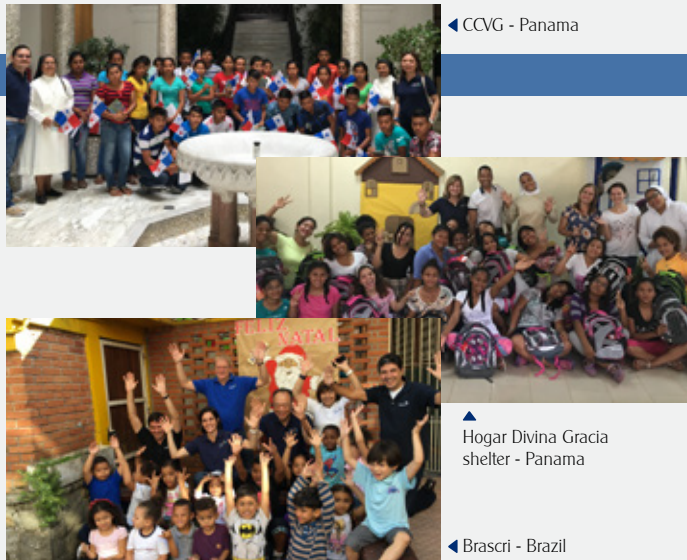 CCVG - Panama
Hogar Divina Gracia
shelter - Panama
FELIZ
NATAL
Brascri - Brazil